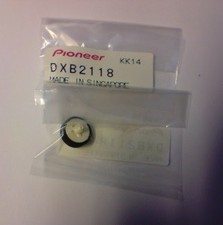 Pioneer KK14
DXB2118
MADE IN SINGAPORE